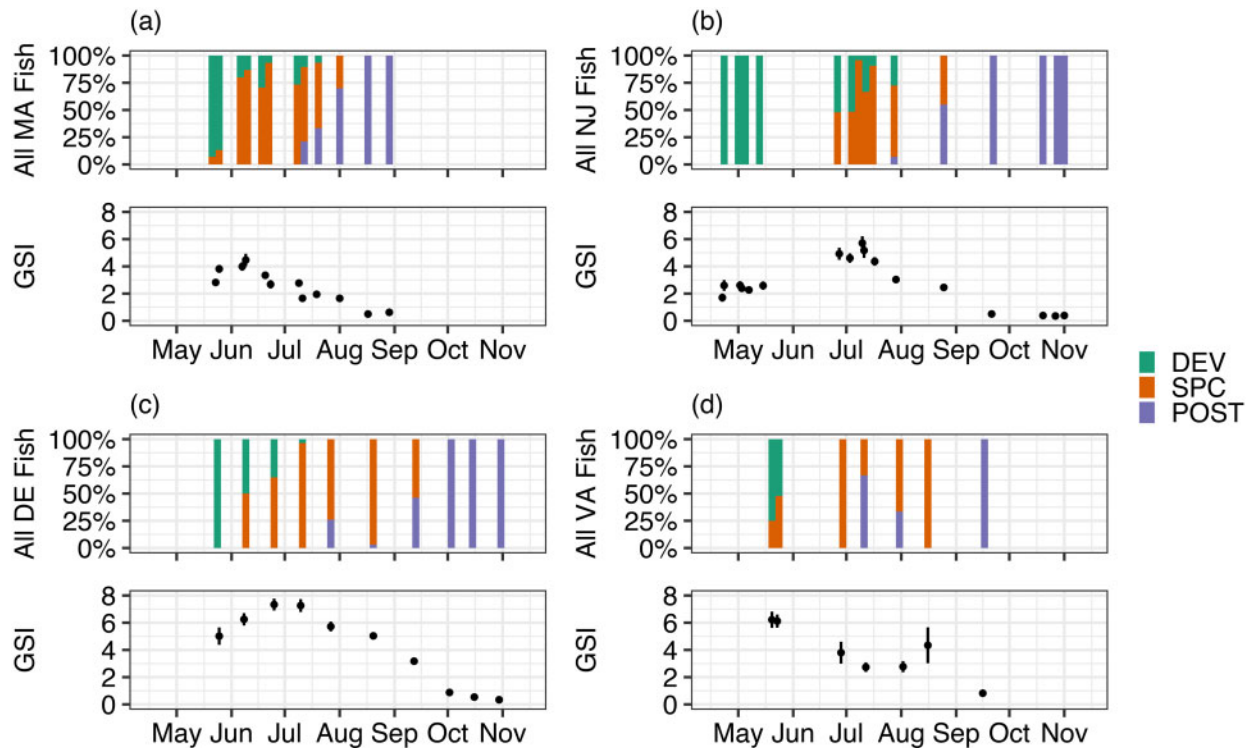 (a)
All MA Fish
100%
75%
50%
25%
0%
GSI
8
6
4
2
0
May Jun Jul Aug Sep Oct Nov
(b)
All NJ Fish
100%
75%
50%
25%
0%
GSI
8
6
4
2
0
May Jun Jul Aug Sep Oct Nov
(c)
All DE Fish
100%
75%
50%
25%
0%
GSI
8
6
4
2
0
May Jun Jul Aug Sep Oct Nov
(d)
All VA Fish
100%
75%
50%
25%
0%
GSI
8
6
4
2
0
May Jun Jul Aug Sep Oct Nov
DEV
SPC
POST